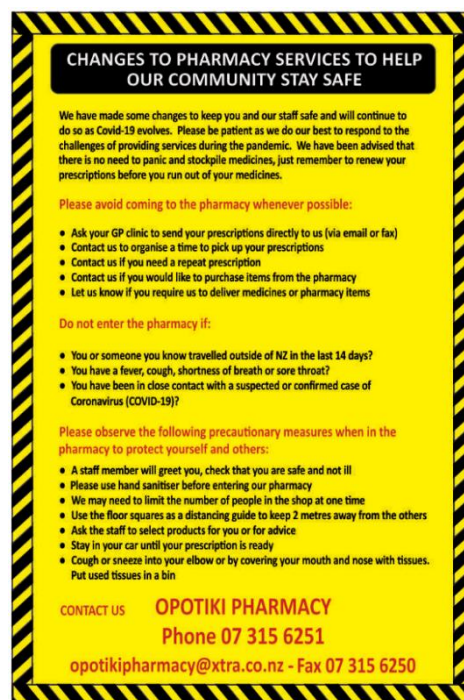 CHANGES TO PHARMACY SERVICES TO HELP
OUR COMMUNITY STAY SAFE
We have made some changes to keep you and our staff safe and will continue to
do so as Covid-19 evolves. Please be patient as we do our best to respond to the
challenges of providing services during the pandemic. We have been advised that
there is no need to panic and stockpile medicines, just remember to renew your
prescriptions before you run out of your medicines.
Please avoid coming to the pharmacy whenever possible:
• Ask your GP clinic to send your prescriptions directly to us (via email or fax)
• Contact us to organise a time to pick up your prescriptions
• Contact us if you need a repeat prescription
• Contact us if you would like to purchase items from the pharmacy
• Let us know if you require us to deliver medicines or pharmacy items
Do not enter the pharmacy if:
• You or someone you know travelled outside of NZ in the last 14 days?
• You have a fever, cough, shortness of breath or sore throat?
• You have been in close contact with a suspected or confirmed case of
Coronavirus (COVID-19)?
Please observe the following precautionary measures when in the
pharmacy to protect yourself and others:
• A staff member will greet you, check that you are safe and not ill
• Please use hand sanitiser before entering our pharmacy
• We may need to limit the number of people in the shop at one time
• Use the floor squares as a distancing guide to keep 2 metres away from the others
• Ask the staff to select products for you or for advice
• Stay in your car until your prescription is ready
• Cough or sneeze into your elbow or by covering your mouth and nose with tissues.
Put used tissues in a bin
CONTACT US OPOTIKI PHARMACY
Phone 07 315 6251
opotikipharmacy@xtra.co.nz - Fax 07 315 6250